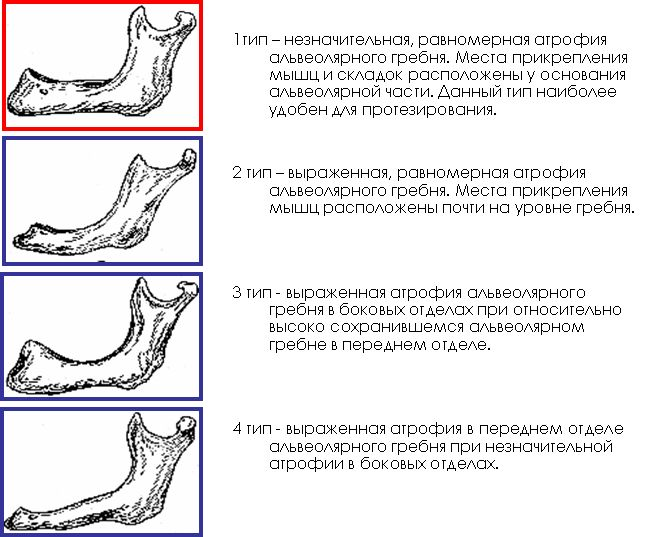 1тип – незначительная, равномерная атрофия
альвеолярного гребня. Места прикрепления
мышц и складок расположены у основания
альвеолярной части. Данный тип наиболее
удобен для протезирования.
2 тип – выраженная, равномерная атрофия
альвеолярного гребня. Места прикрепления
мышц расположены почти на уровне гребня.
3 тип - выраженная атрофия альвеолярного
гребня в боковых отделах при относительно
высоко сохранившемся альвеолярном
гребне в переднем отделе.
4 тип - выраженная атрофия в переднем отделе
альвеолярного гребня при незначительной
атрофии в боковых отделах.